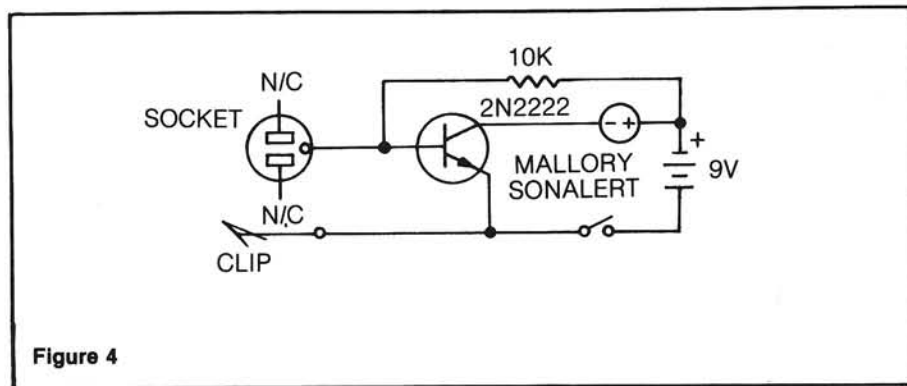 10K
N/C
2N2222
SOCKET
- +
+
MALLORY
SONALERT
9V
N/C
CLIP
Figure 4